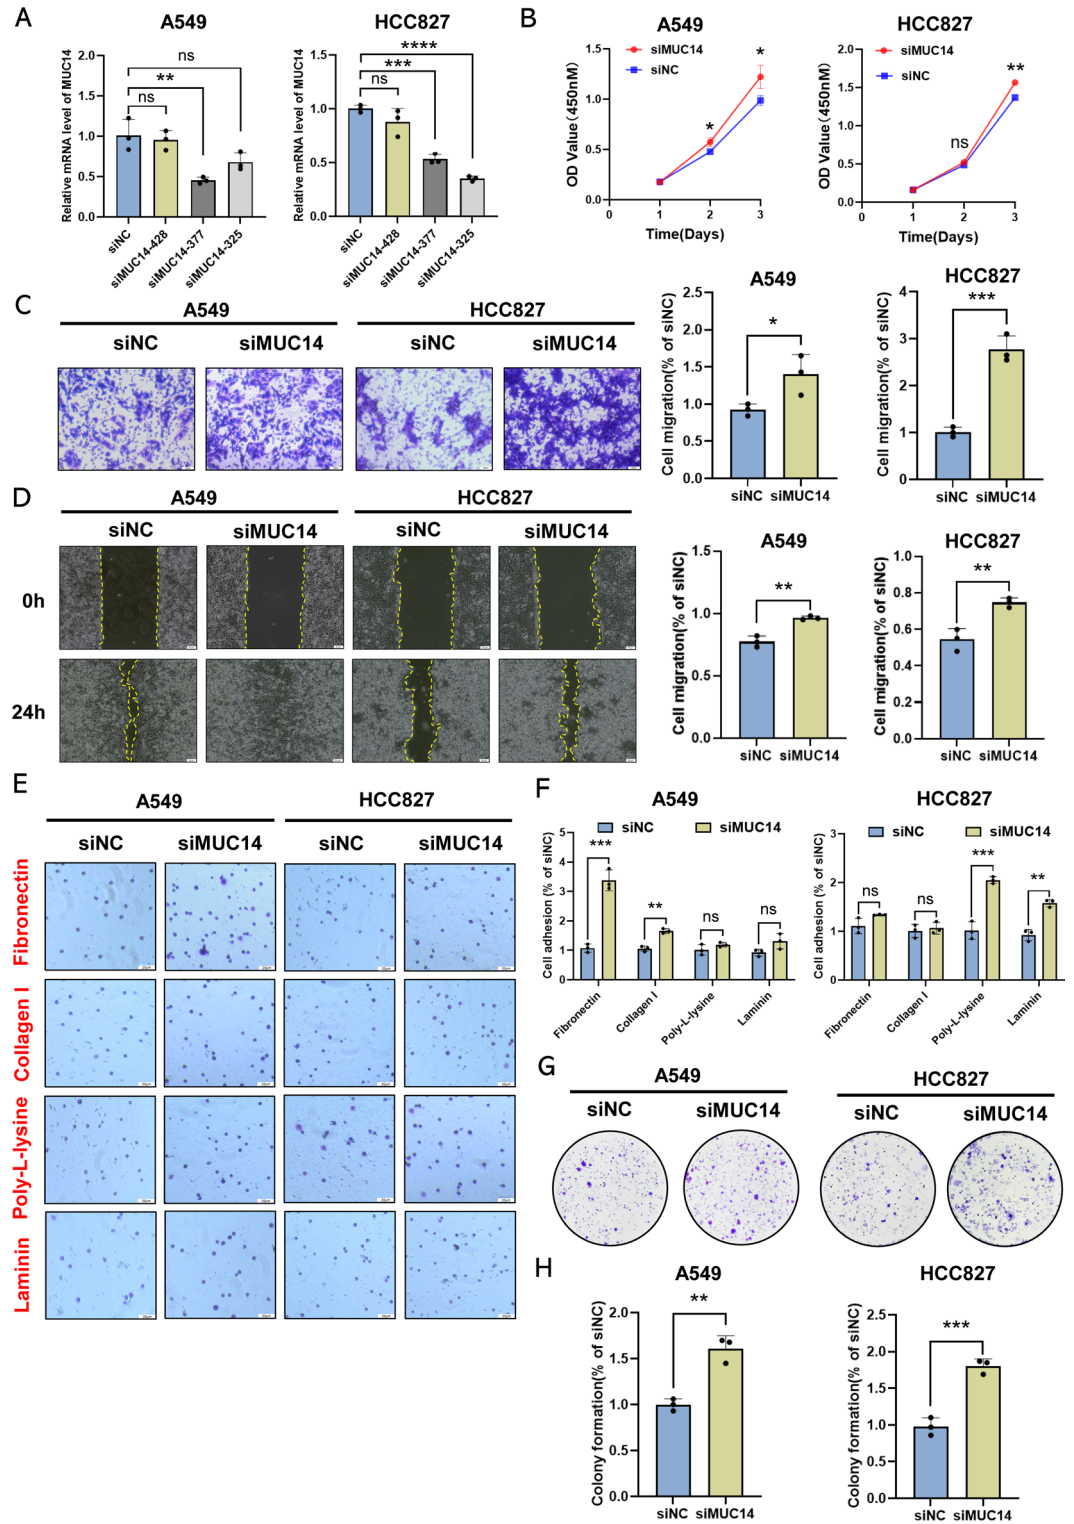 A
A549
HCC827
Relative mRNA level of MUC14
2.0
1.5
1.0
0.5
0.0
ns
**
ns
siNC
siMUC14-428
siMUC14-377
siMUC14-325
Relative mRNA level of MUC14
1.5
1.0
0.5
0.0
****
***
ns
siNC
siMUC14-428
siMUC14-377
siMUC14-325
B
A549
HCC827
OD Value (450nM)
1.5
1.0
0.5
0.0
siMUC14
siNC
*
*
0 1 2 3
Time(Days)
OD Value (450nM)
2.0
1.5
1.0
0.5
0.0
siMUC14
siNC
**
ns
0 1 2 3
Time(Days)
C
A549
HCC827
siNC siMUC14 siNC siMUC14
A549
Cell migration(% of siNC)
2.5
2.0
1.5
1.0
0.5
0.0
*
siNC siMUC14
HCC827
Cell migration(% of siNC)
4
3
2
1
0
***
siNC siMUC14
D
A549
HCC827
siNC siMUC14 siNC siMUC14
0h
24h
A549
Cell migration(% of siNC)
1.5
1.0
0.5
0.0
**
siNC siMUC14
HCC827
Cell migration(% of siNC)
1.0
0.8
0.6
0.4
0.2
0.0
**
siNC siMUC14
E
A549
HCC827
siNC siMUC14 siNC siMUC14
Fibronectin
Collagen I
Poly-L-lysine
Laminin
F
A549
HCC827
siNC siMUC14
Cell adhesion (% of siNC)
5
4
3
2
1
0
***
**
ns
ns
Fibronectin
Collagen I
Poly-L-lysine
Laminin
siNC siMUC14
Cell adhesion (% of siNC)
3
2
1
0
ns
ns
***
**
Fibronectin
Collagen I
Poly-L-lysine
Laminin
G
A549
HCC827
siNC siMUC14 siNC siMUC14
H
A549
HCC827
Colony formation(% of siNC)
2.0
1.5
1.0
0.5
0.0
**
siNC siMUC14
Colony formation(% of siNC)
2.5
2.0
1.5
1.0
0.5
0.0
***
siNC siMUC14